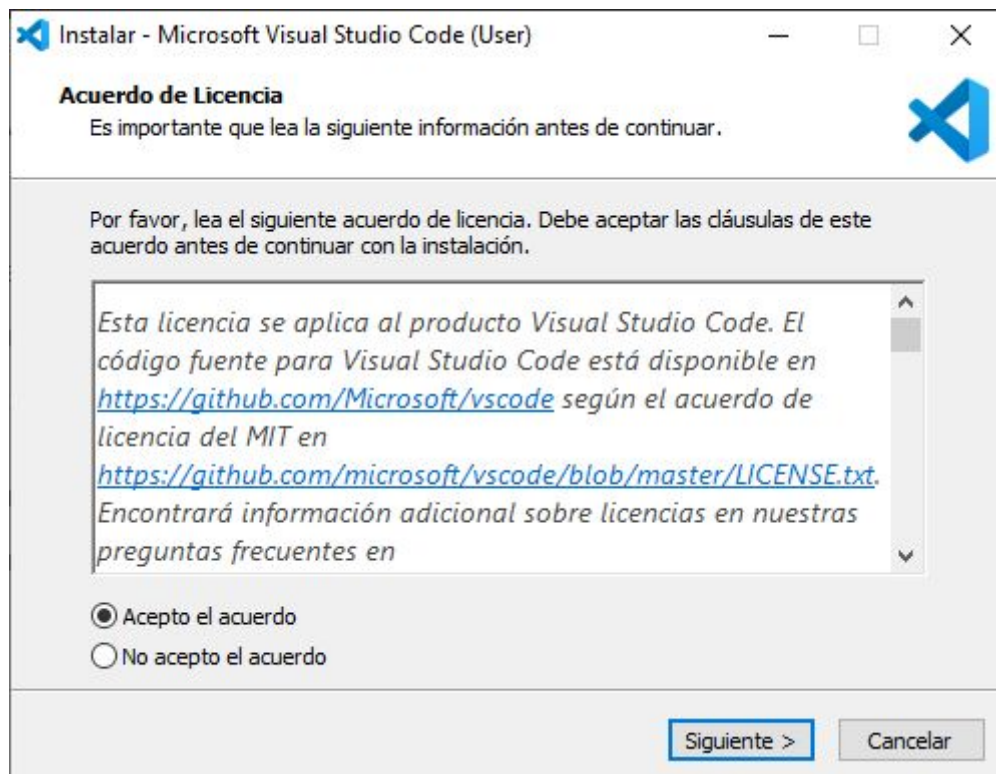 Instalar - Microsoft Visual Studio Code (User)
Acuerdo de Licencia
Es importante que lea la siguiente información antes de continuar.
Por favor, lea el siguiente acuerdo de licencia. Debe aceptar las cláusulas de este
acuerdo antes de continuar con la instalación.
Esta licencia se aplica al producto Visual Studio Code. El
código fuente para Visual Studio Code está disponible en
https://github.com/Microsoft/vscode según el acuerdo de
licencia del MIT en
https://github.com/microsoft/vscode/blob/master/LICENSE.txt.
Encontrará información adicional sobre licencias en nuestras
preguntas frecuentes en
Acepto el acuerdo
No acepto el acuerdo
Siguiente >
Cancelar